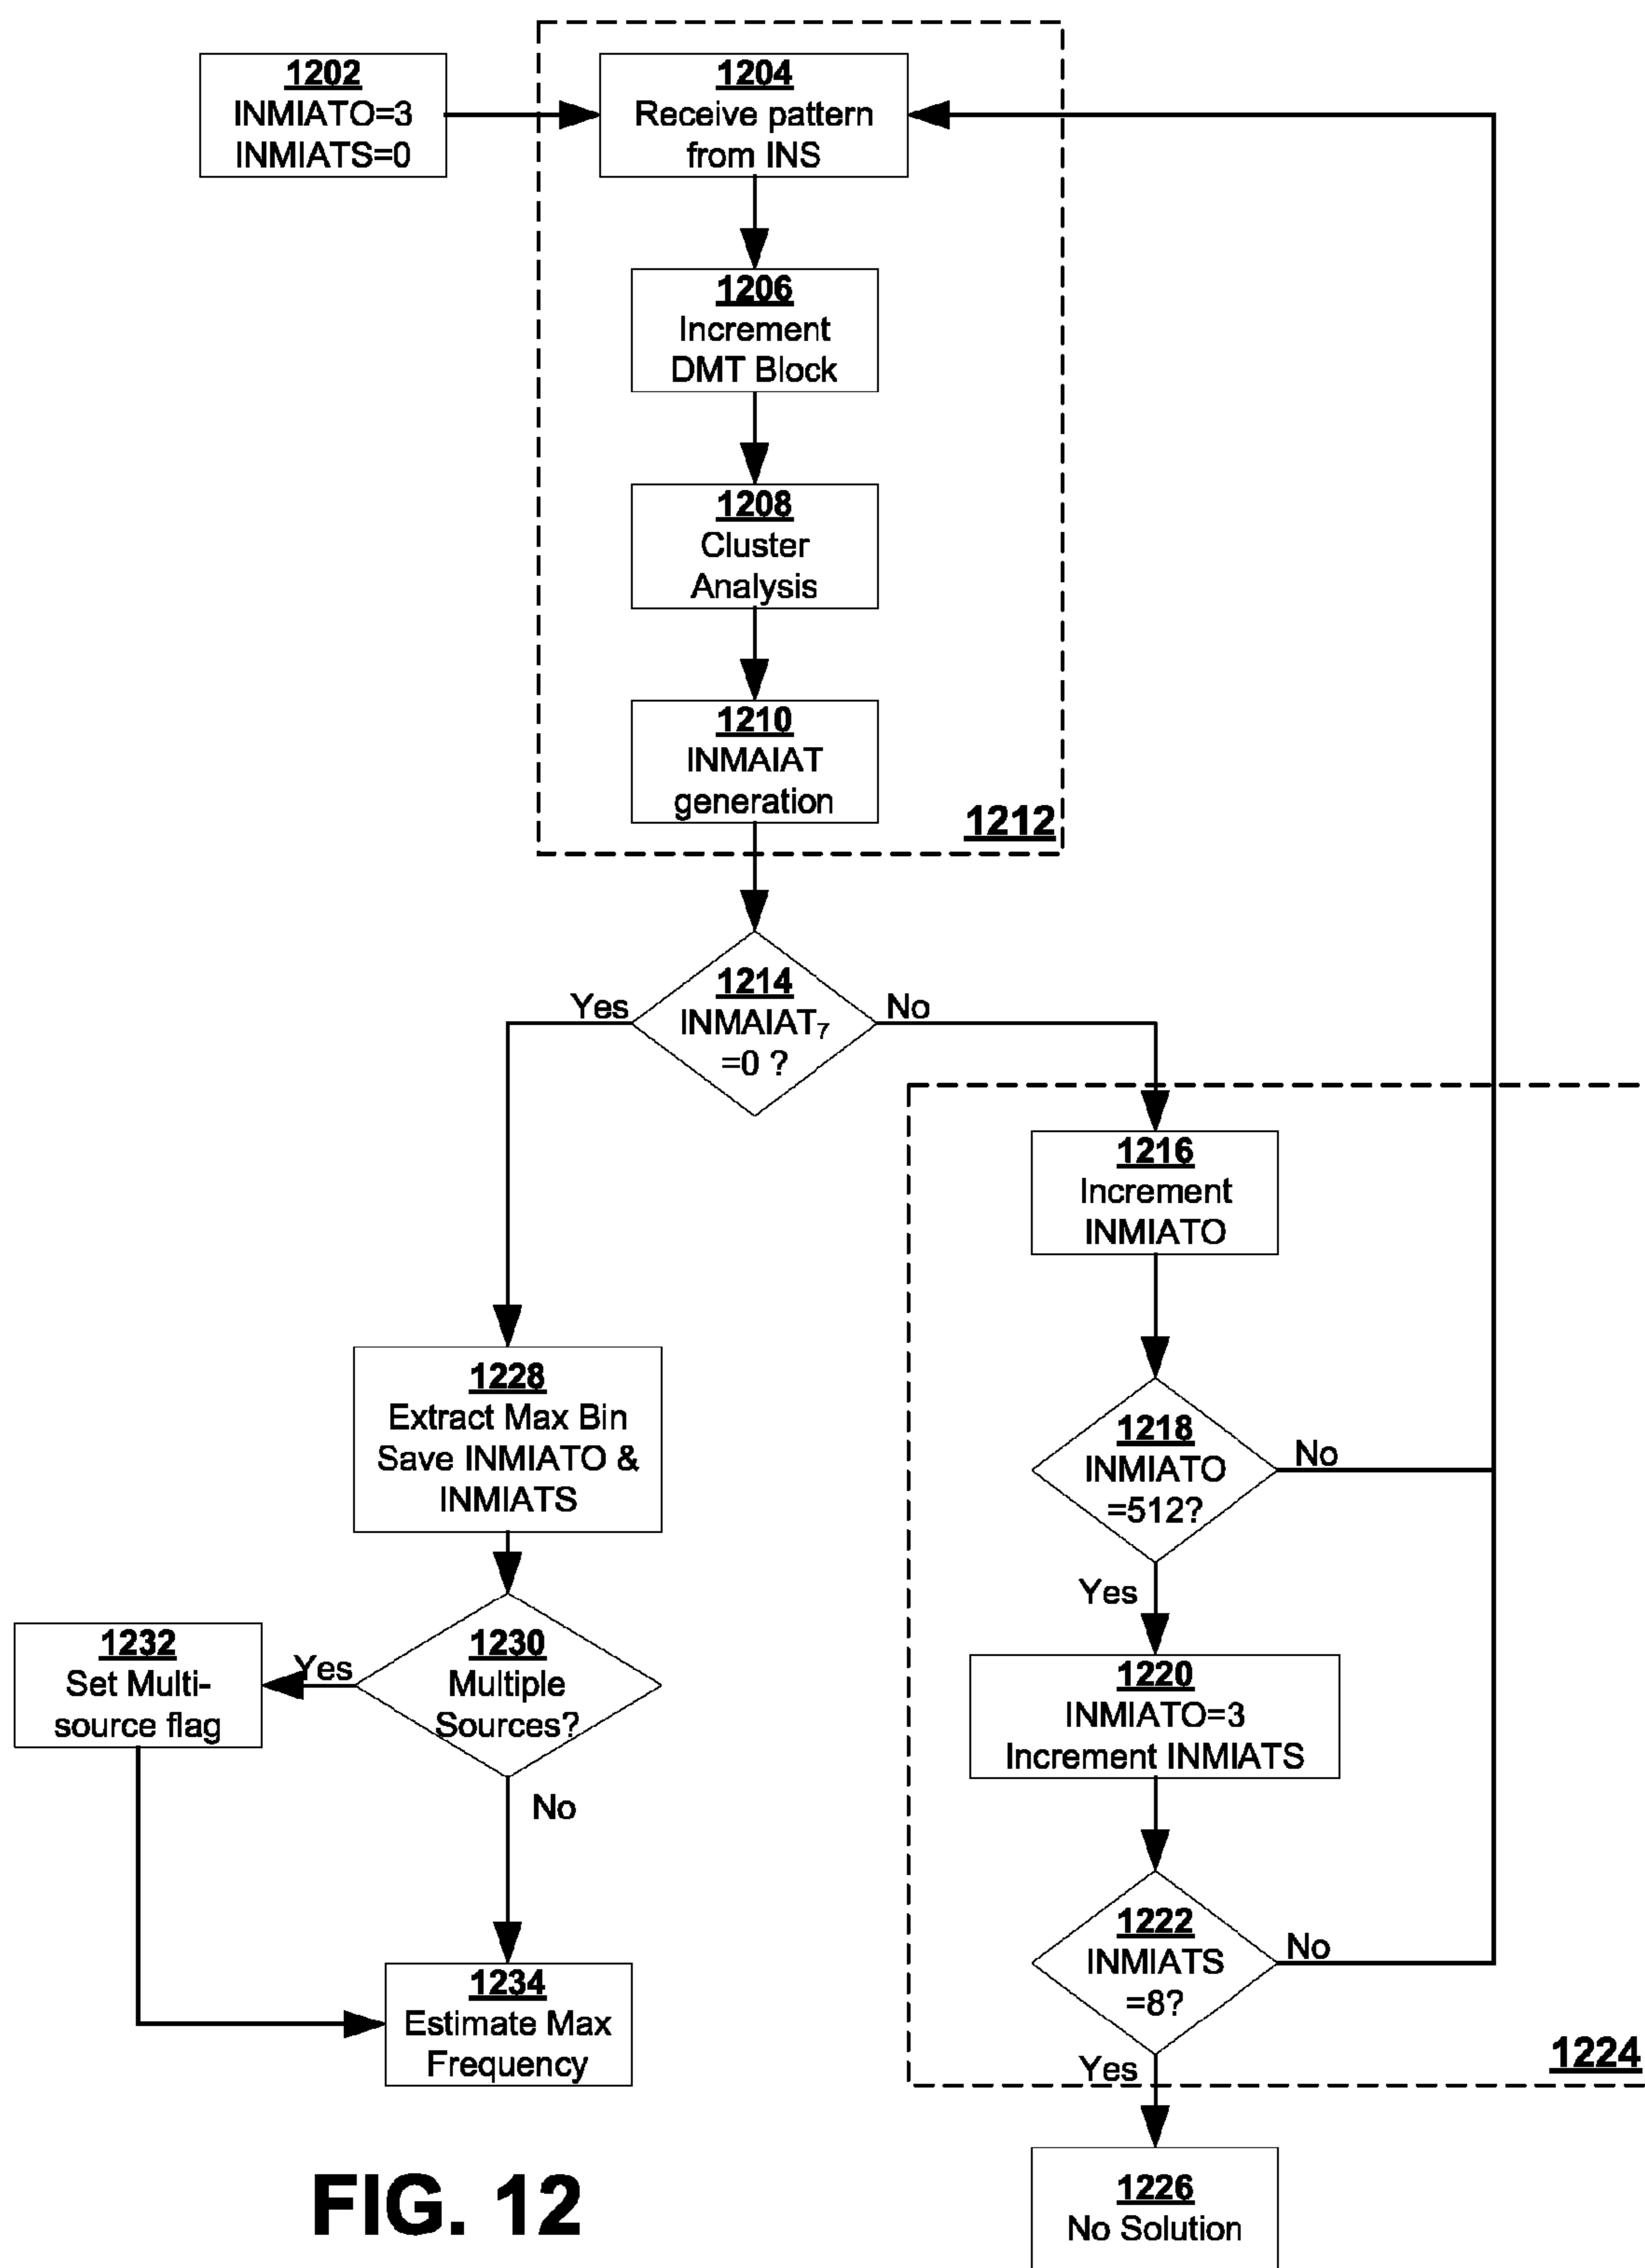 1202
INMIATO=3
INMIATS=0
1204
Receive pattern
from INS
1206
Increment
DMT Block
1208
Cluster
Analysis
1210
INMAIAT
generation
1212
1214
INMAIAT₇
=0 ?
Yes
No
1216
Increment
INMIATO
1218
INMIATO
=512?
No
Yes
1220
INMIATO=3
Increment INMIATS
1222
INMIATS
=8?
No
Yes
1224
1226
No Solution
1228
Extract Max Bin
Save INMIATO &
INMIATS
1230
Multiple
Sources?
Yes
No
1232
Set Multi-
source flag
1234
Estimate Max
Frequency
FIG. 12